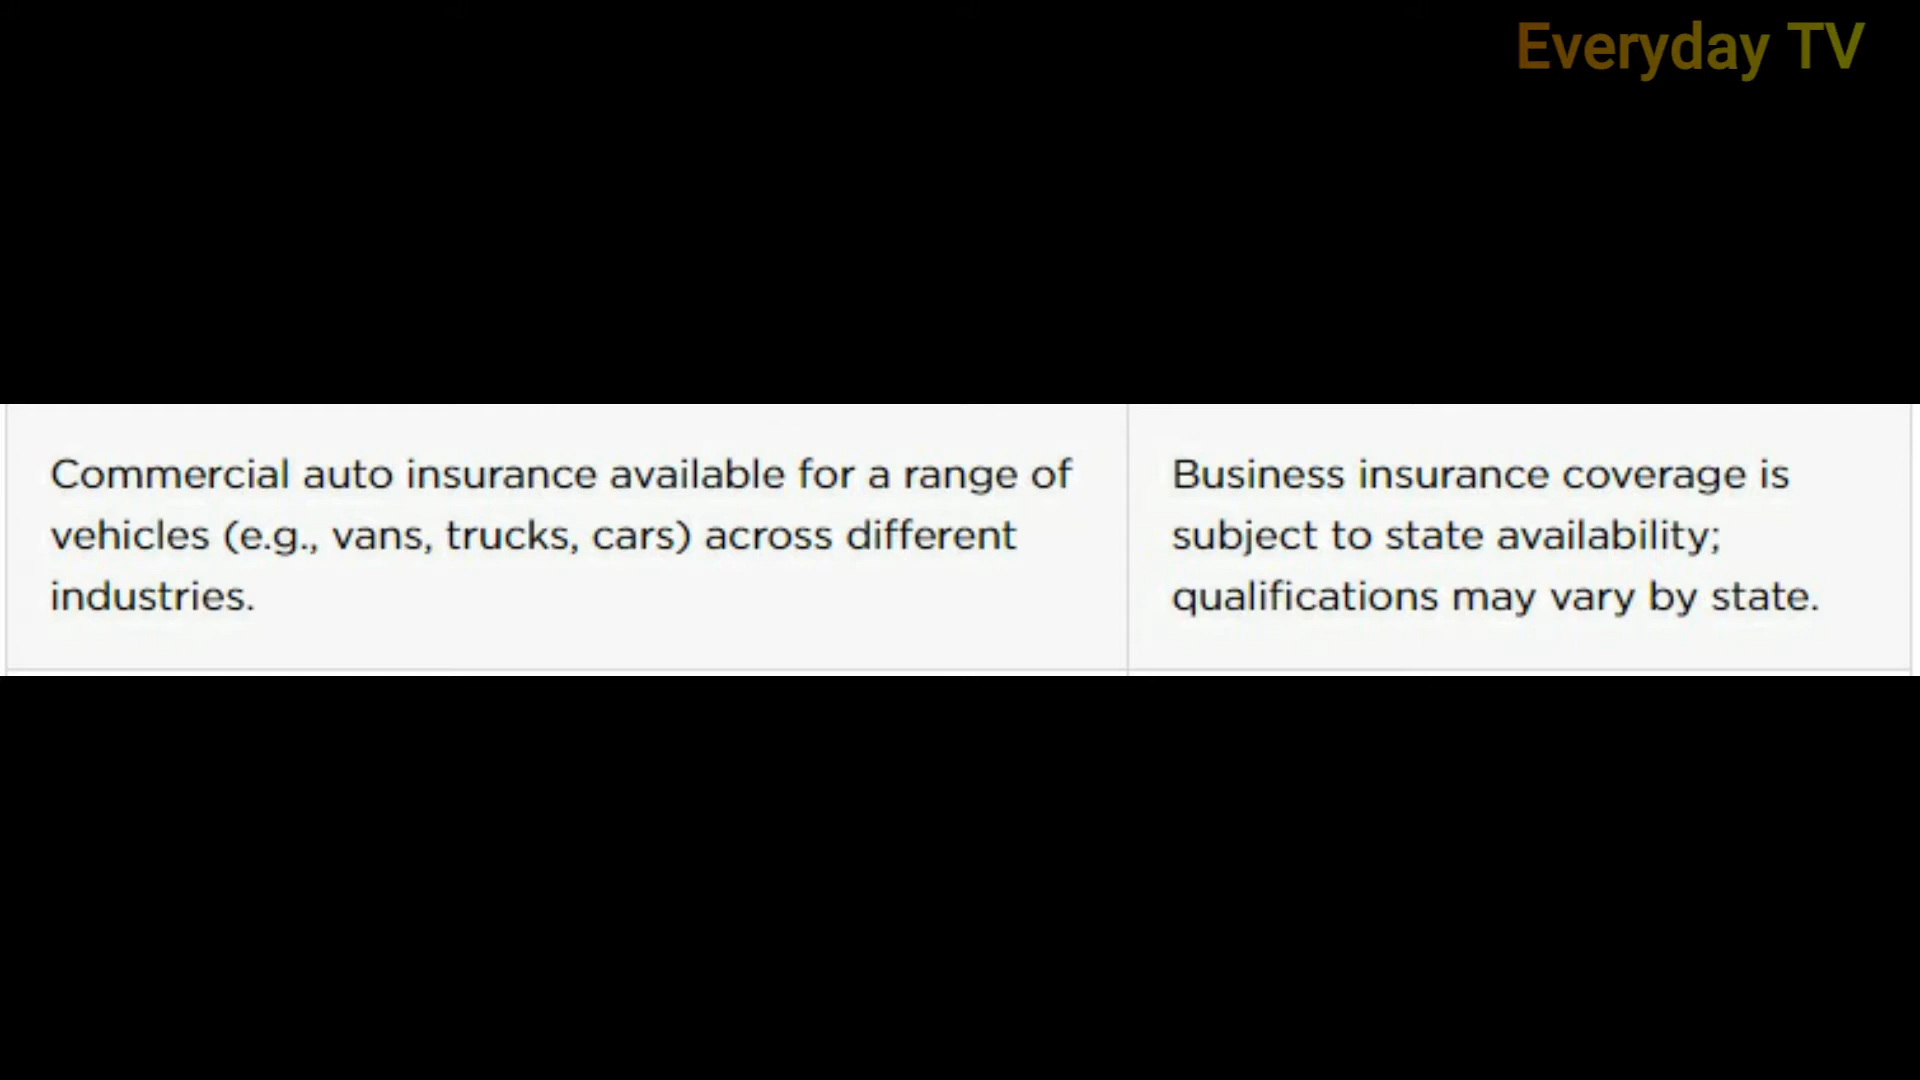 Everyday TV
Commercial auto insurance available for a range of
vehicles (e.g., vans, trucks, cars) across different
industries.
Business insurance coverage is
subject to state availability;
qualifications may vary by state.